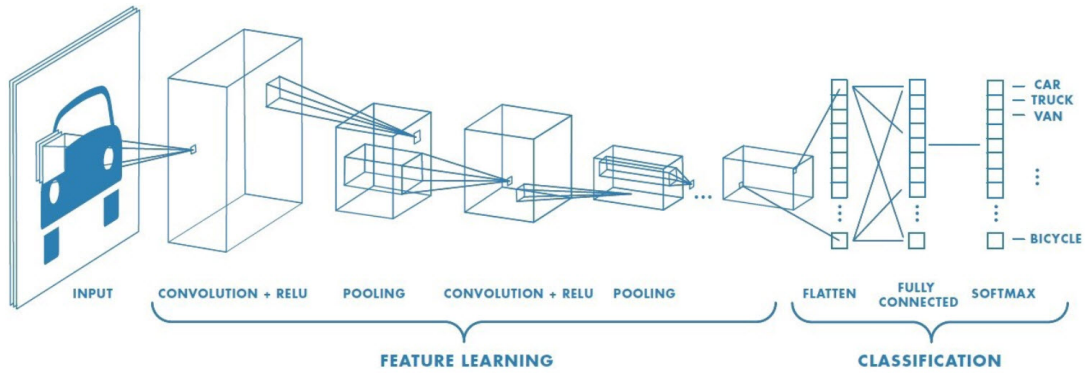 CAR
TRUCK
VAN
BICYCLE
INPUT
CONVOLUTION + RELU
POOLING
CONVOLUTION + RELU
POOLING
FLATTEN
FULLY
CONNECTED
SOFTMAX
FEATURE LEARNING
CLASSIFICATION